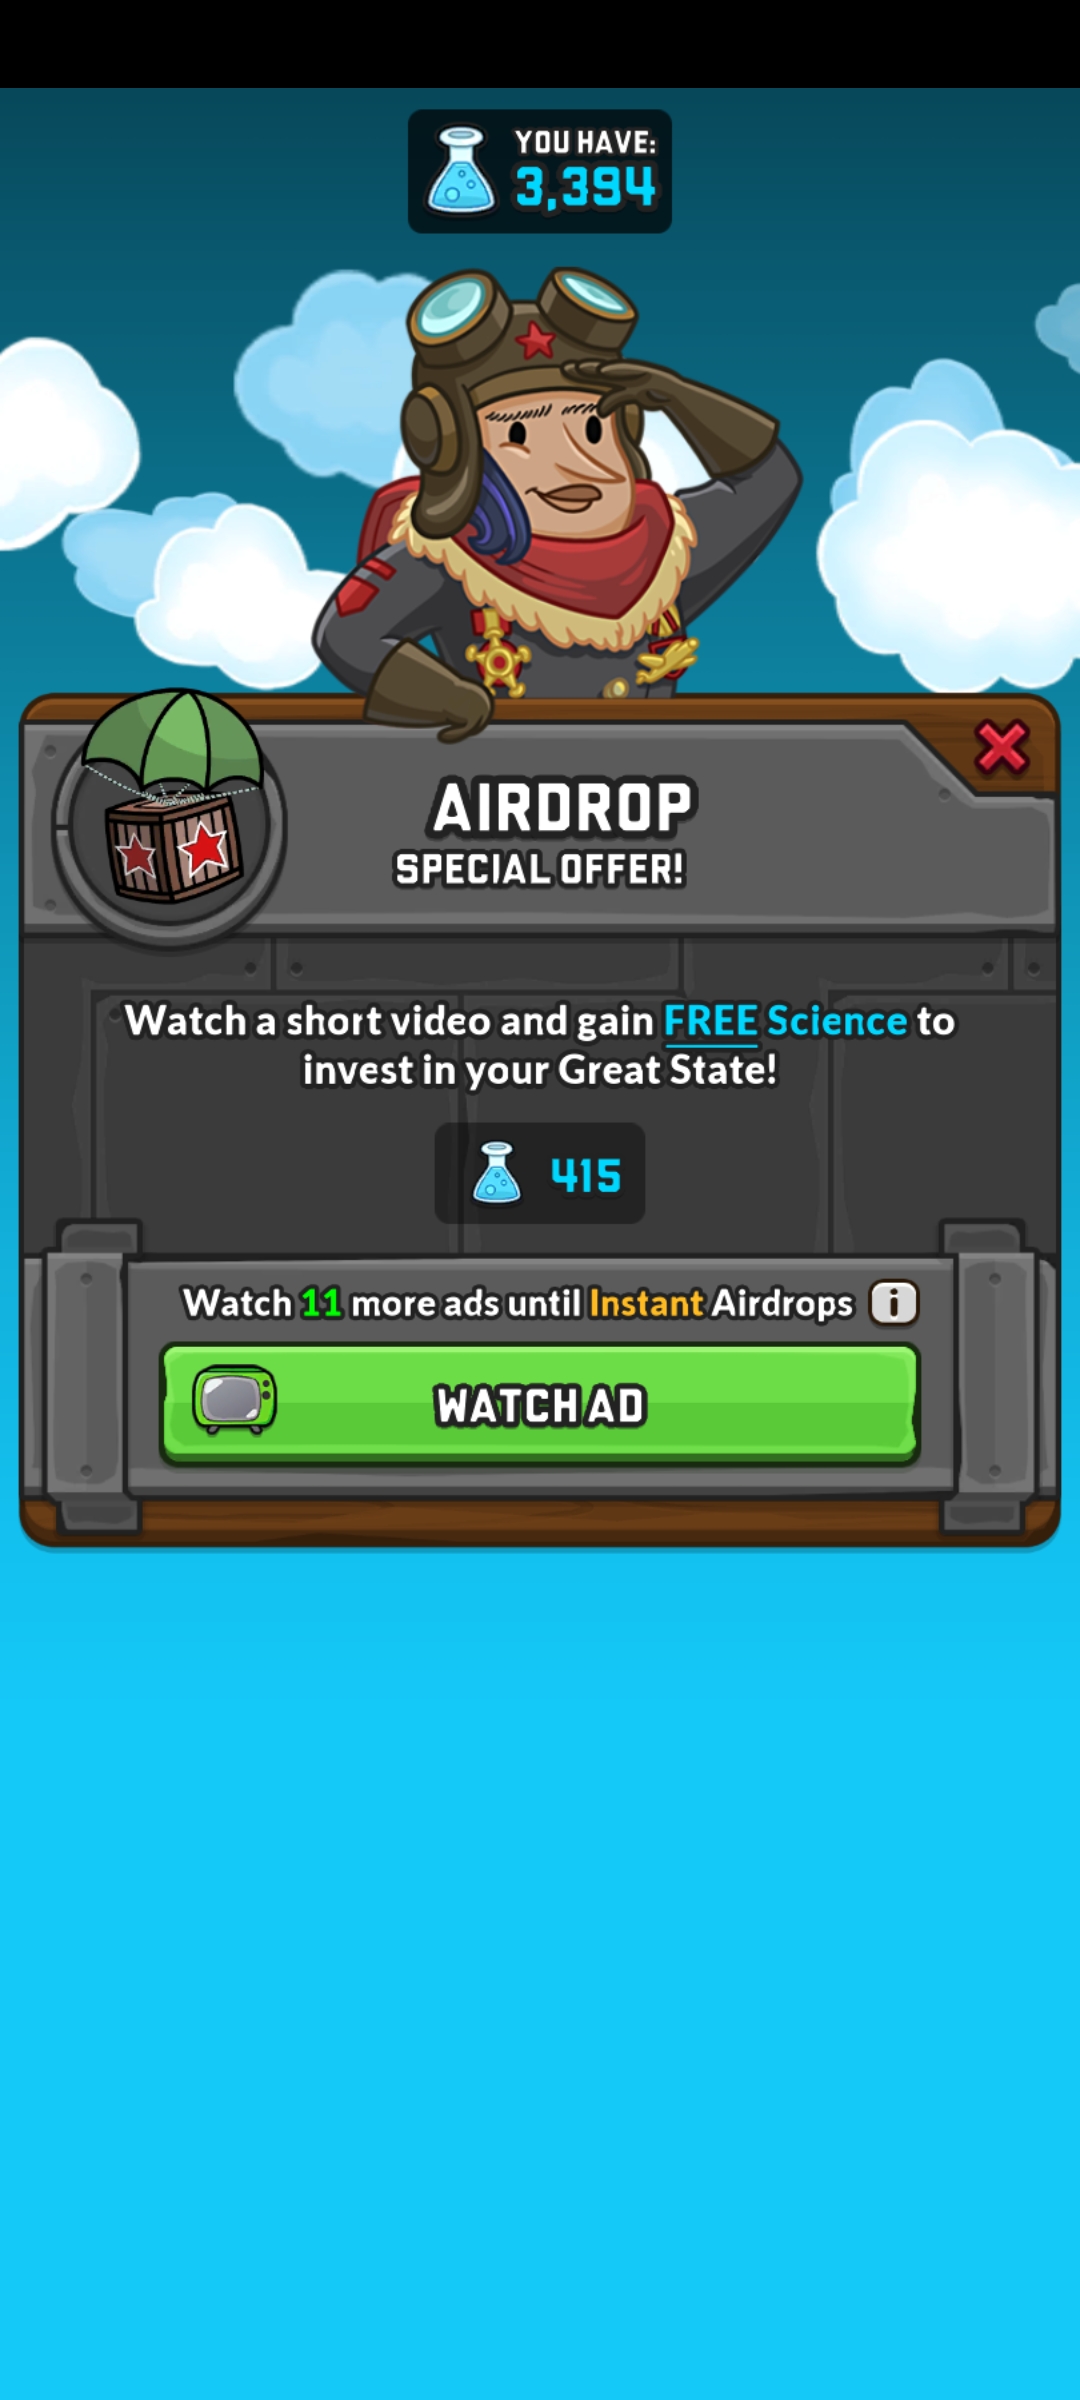 YOU HAVE:
3,394
AIRDROP
SPECIAL OFFER!
Watch a short video and gain FREE Science to
invest in your Great State!
415
Watch 11 more ads until Instant Airdrops
i
WATCH AD